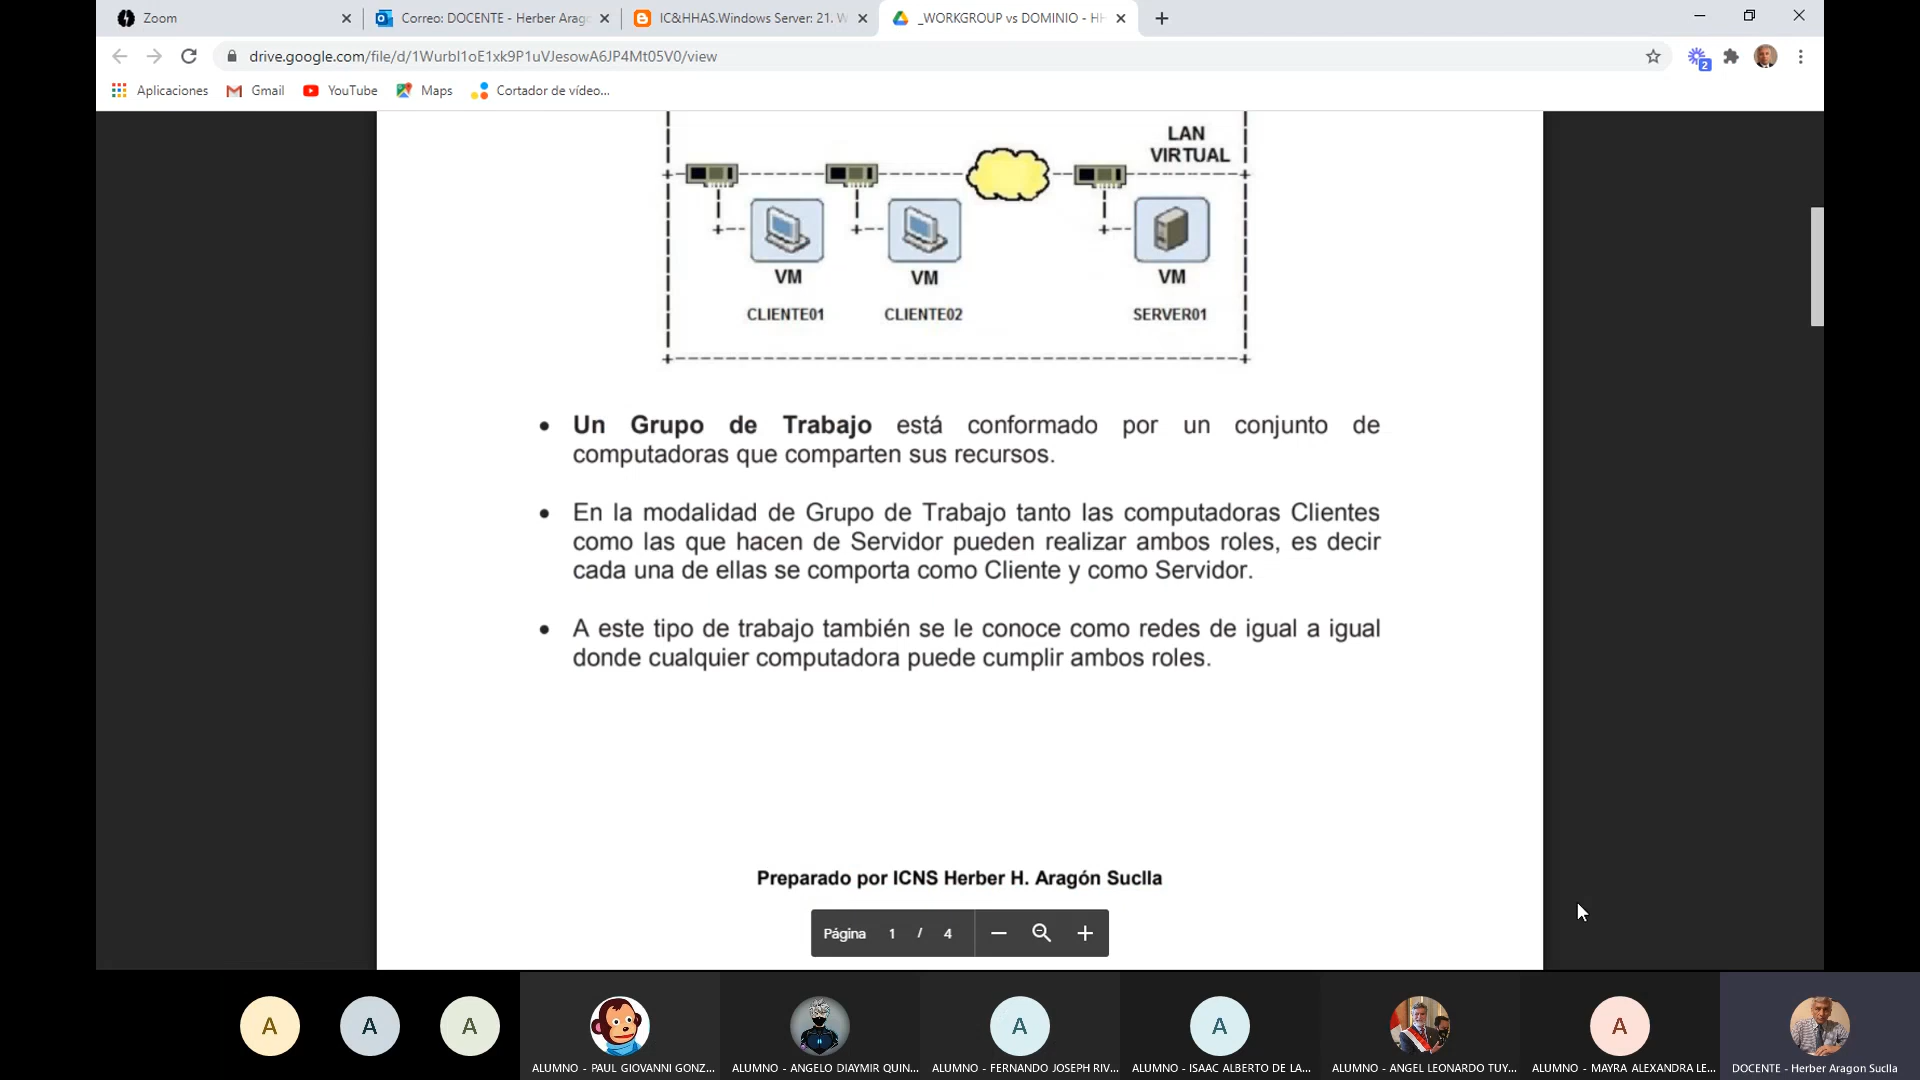 Zoom
Correo: DOCENTE - Herber Arag
IC&HHAS.Windows Server: 21. W
_WORKGROUP vs DOMINIO - HH
drive.google.com/file/d/1WurbI1oE1xk9P1uVJesowA6JP4Mt05V0/view
2
Aplicaciones
Gmail
YouTube
Maps
Cortador de vídeo...
LAN
VIRTUAL
VM
VM
VM
CLIENTE01
CLIENTE02
SERVER01
• Un Grupo de Trabajo está conformado por un conjunto de
computadoras que comparten sus recursos.
• En la modalidad de Grupo de Trabajo tanto las computadoras Clientes
como las que hacen de Servidor pueden realizar ambos roles, es decir
cada una de ellas se comporta como Cliente y como Servidor.
• A este tipo de trabajo también se le conoce como redes de igual a igual
donde cualquier computadora puede cumplir ambos roles.
Preparado por ICNS Herber H. Aragón Suclla
Página 1 / 4
A
A
A
A
A
A
ALUMNO - PAUL GIOVANNI GONZ...
ALUMNO - ANGELO DIAYMIR QUIN...
ALUMNO - FERNANDO JOSEPH RIV...
ALUMNO - ISAAC ALBERTO DE LA...
ALUMNO - ANGEL LEONARDO TUY...
ALUMNO - MAYRA ALEXANDRA LE...
DOCENTE - Herber Aragon Suclla